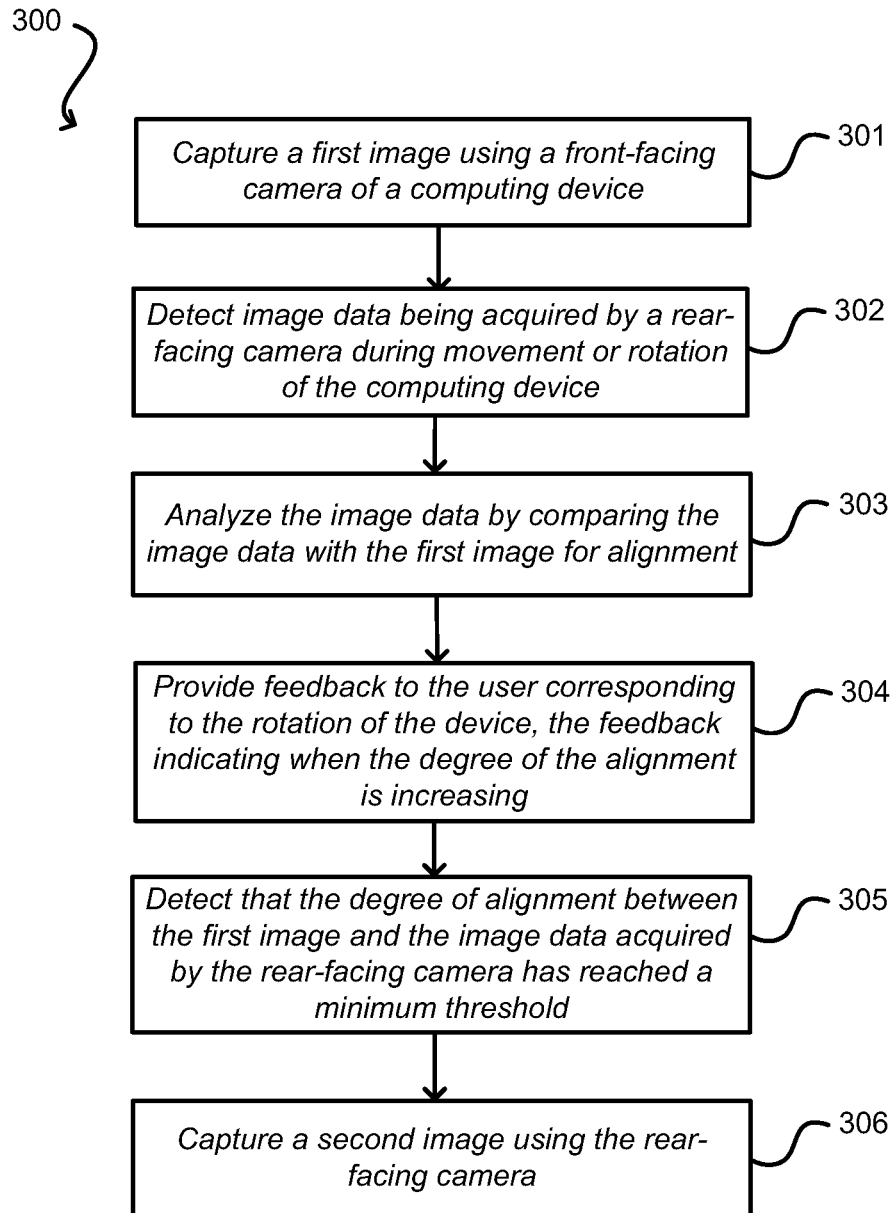 300
Capture a first image using a front-facing
camera of a computing device
301
Detect image data being acquired by a rear-
facing camera during movement or rotation
of the computing device
302
Analyze the image data by comparing the
image data with the first image for alignment
303
Provide feedback to the user corresponding
to the rotation of the device, the feedback
indicating when the degree of the alignment
is increasing
304
Detect that the degree of alignment between
the first image and the image data acquired
by the rear-facing camera has reached a
minimum threshold
305
Capture a second image using the rear-
facing camera
306